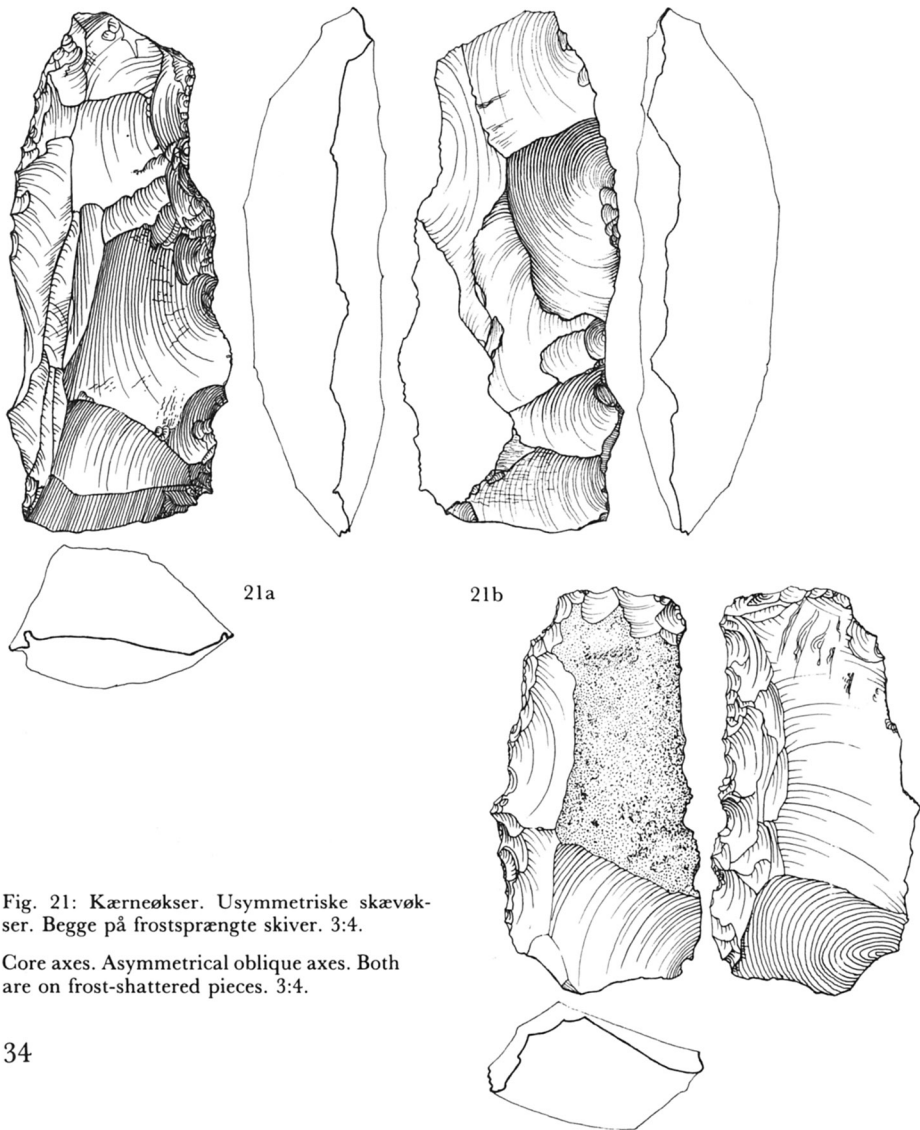 21a
21b
Fig. 21: Kærneøkser. Usymmetriske skævøk-
ser. Begge på frostsprængte skiver. 3:4.
Core axes. Asymmetrical oblique axes. Both
are on frost-shattered pieces. 3:4.
34